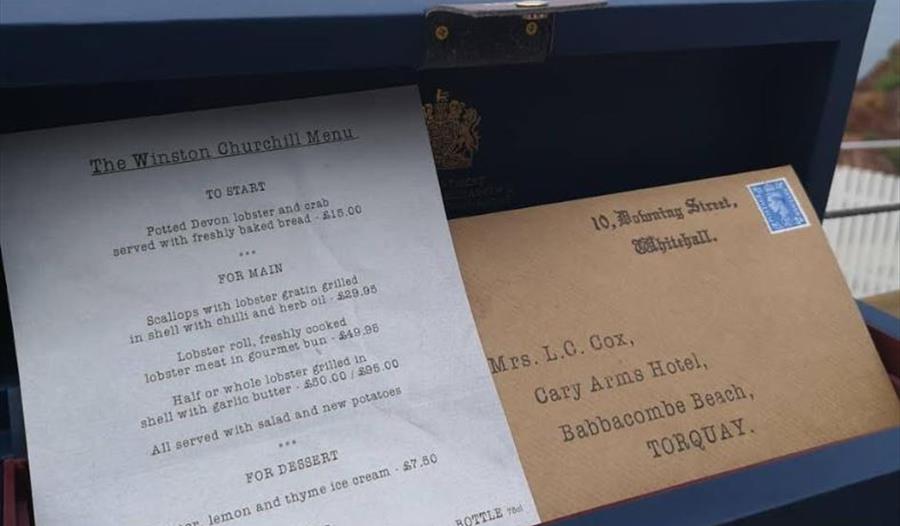 The Winston Churchill Menu
TO START
Potted Devon lobster and crab
served with freshly baked bread - £15.00
***
FOR MAIN
Scallops with lobster gratin grilled
in shell with chilli and herb oil - £29.95
Lobster roll, freshly cooked
lobster meat in gourmet bun - £49.95
Half or whole lobster grilled in
shell with garlic butter - £50.00 / £95.00
All served with salad and new potatoes
***
FOR DESSERT
lemon and thyme ice cream - £7.50
BOTTLE 75cl
10, Downing Street,
Whitehall.
Mrs. L.C. Cox,
Cary Arms Hotel,
Babbacombe Beach,
TORQUAY.